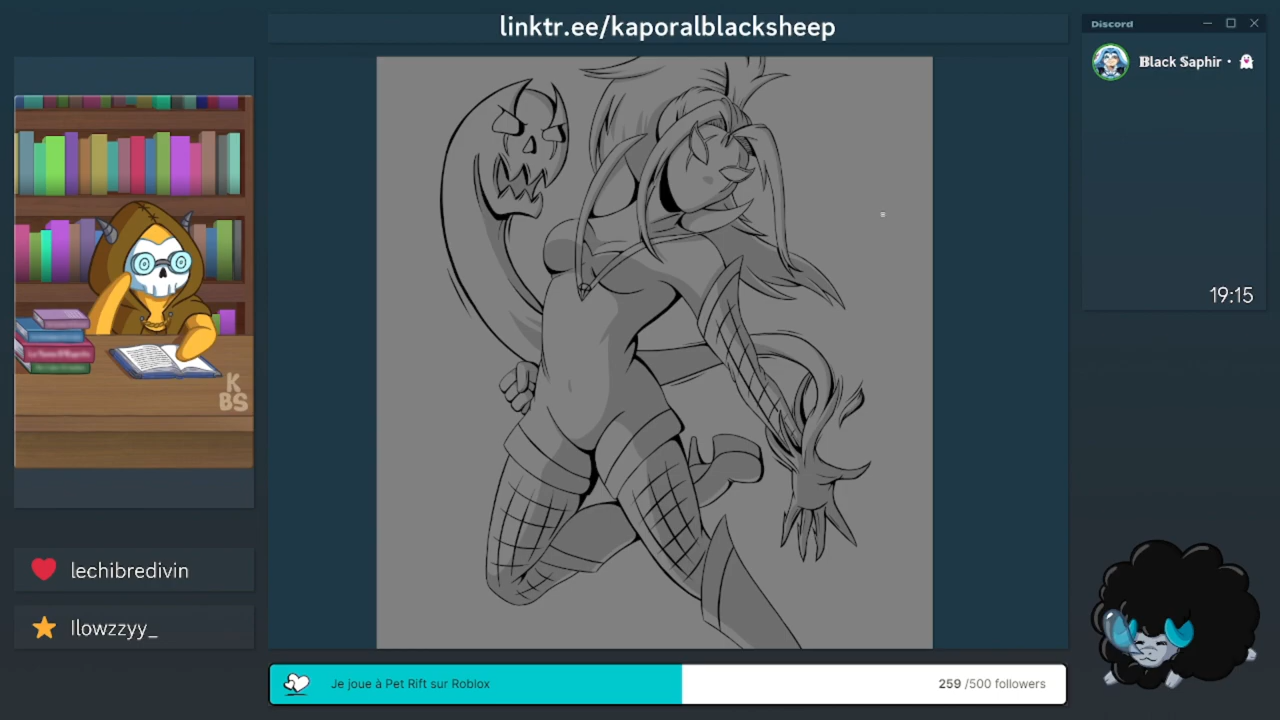 linktr.ee/kaporalblacksheep
Discord
Black Saphir •
19:15
K
BS
lechibredivin
Ilowzzyy_
Je joue à Pet Rift sur Roblox
259 /500 followers